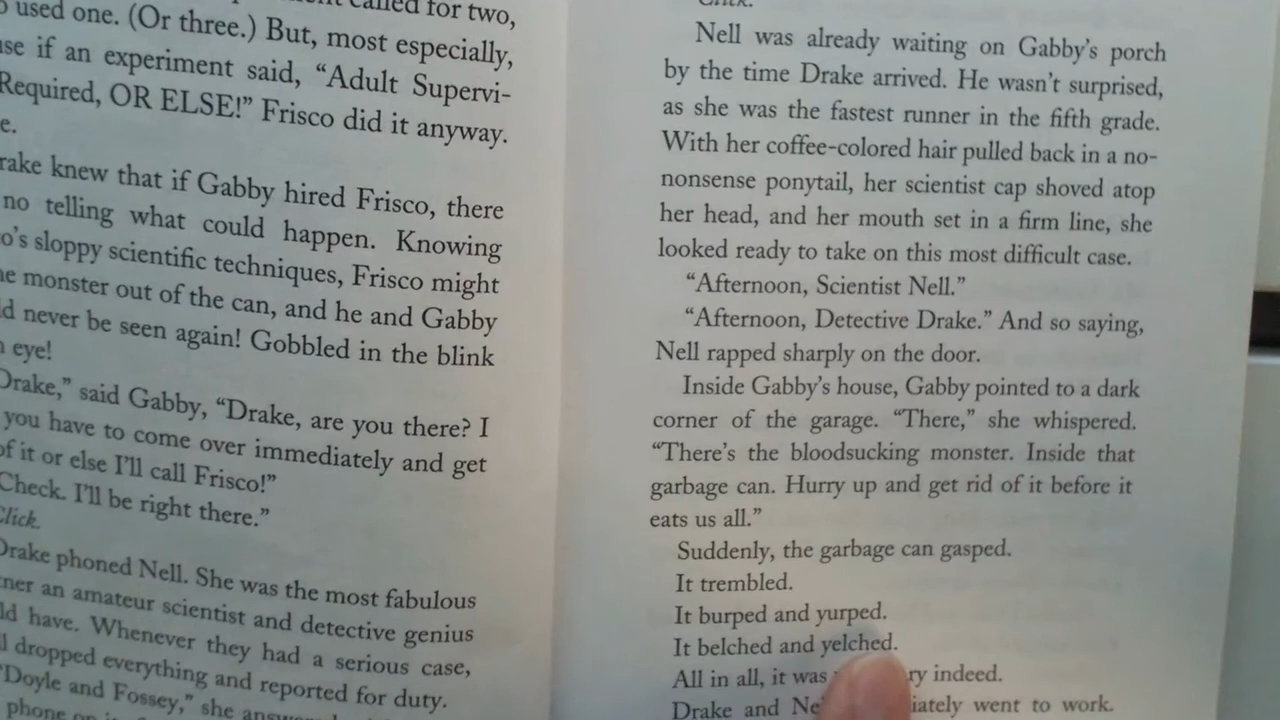 called for two,
used one. (Or three.) But, most especially,
if an experiment said, “Adult Supervi-
Required, OR ELSE!” Frisco did it anyway.
knew that if Gabby hired Frisco, there
no telling what could happen. Knowing
sloppy scientific techniques, Frisco might
monster out of the can, and he and Gabby
never be seen again! Gobbled in the blink
eye!
Drake,” said Gabby, “Drake, are you there? I
you have to come over immediately and get
of it or else I’ll call Frisco!”
Check. I’ll be right there.”
Click.
Drake phoned Nell. She was the most fabulous
an amateur scientist and detective genius
have. Whenever they had a serious case,
dropped everything and reported for duty.
“Doyle and Fossey,” she
phone
Click.
Nell was already waiting on Gabby’s porch
by the time Drake arrived. He wasn’t surprised,
as she was the fastest runner in the fifth grade.
With her coffee-colored hair pulled back in a no-
nonsense ponytail, her scientist cap shoved atop
her head, and her mouth set in a firm line, she
looked ready to take on this most difficult case.
“Afternoon, Scientist Nell.”
“Afternoon, Detective Drake.” And so saying,
Nell rapped sharply on the door.
Inside Gabby’s house, Gabby pointed to a dark
corner of the garage. “There,” she whispered.
“There’s the bloodsucking monster. Inside that
garbage can. Hurry up and get rid of it before it
eats us all.”
Suddenly, the garbage can gasped.
It trembled.
It burped and yurped.
It belched and yelched.
All in all, it was indeed.
Drake and went to work.